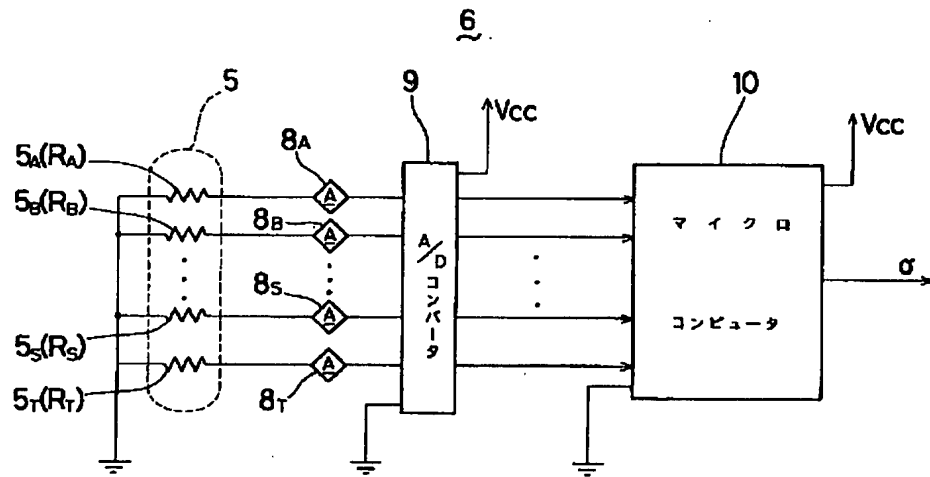 6
5
9
Vcc
10
Vcc
5A(RA)
8A
5B(RB)
8B
マイクロ
A/D コンバータ
σ
8S
コンピュータ
5S(RS)
5T(RT)
8T
A
A
A
A